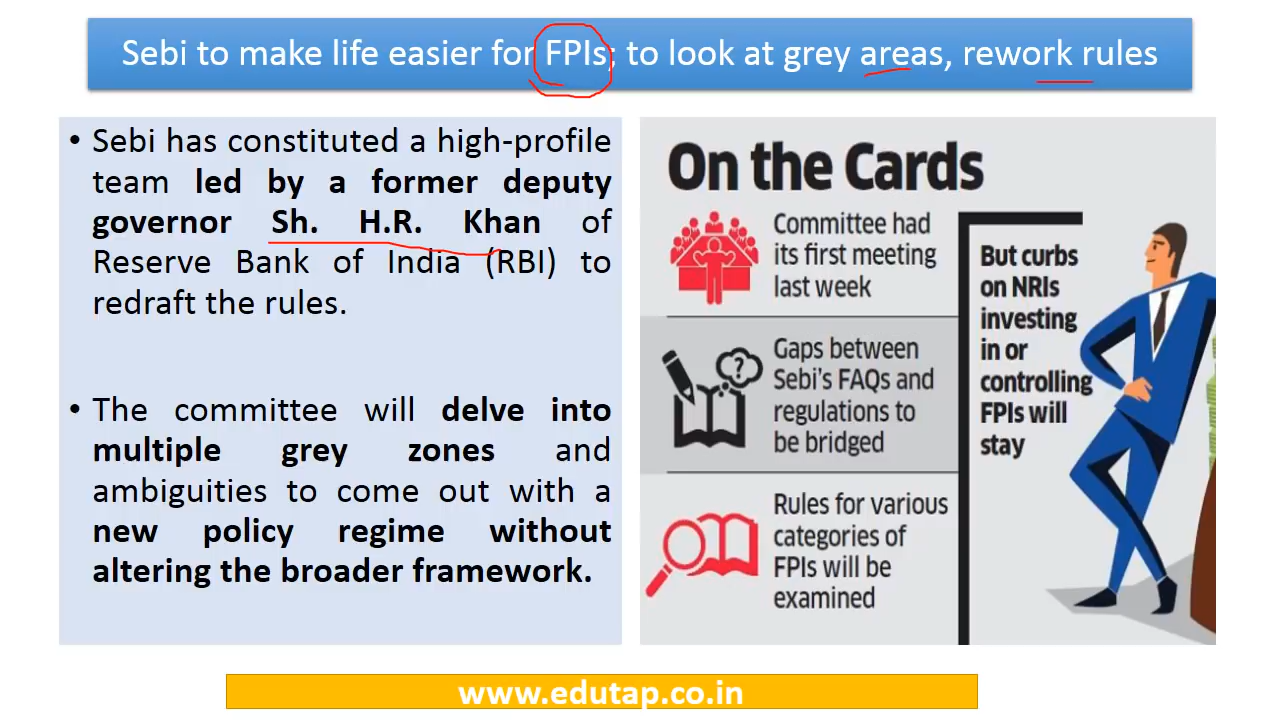 Sebi to make life easier for FPIs; to look at grey areas, rework rules
• Sebi has constituted a high-profile
team led by a former deputy
governor Sh. H.R. Khan of
Reserve Bank of India (RBI) to
redraft the rules.
• The committee will delve into
multiple grey zones and
ambiguities to come out with a
new policy regime without
altering the broader framework.
On the Cards
Committee had
its first meeting
last week
Gaps between
Sebi's FAQs and
regulations to
be bridged
Rules for various
categories of
FPIs will be
examined
But curbs
on NRIs
investing
in or
controlling
FPIs will
stay
?
www.edutap.co.in